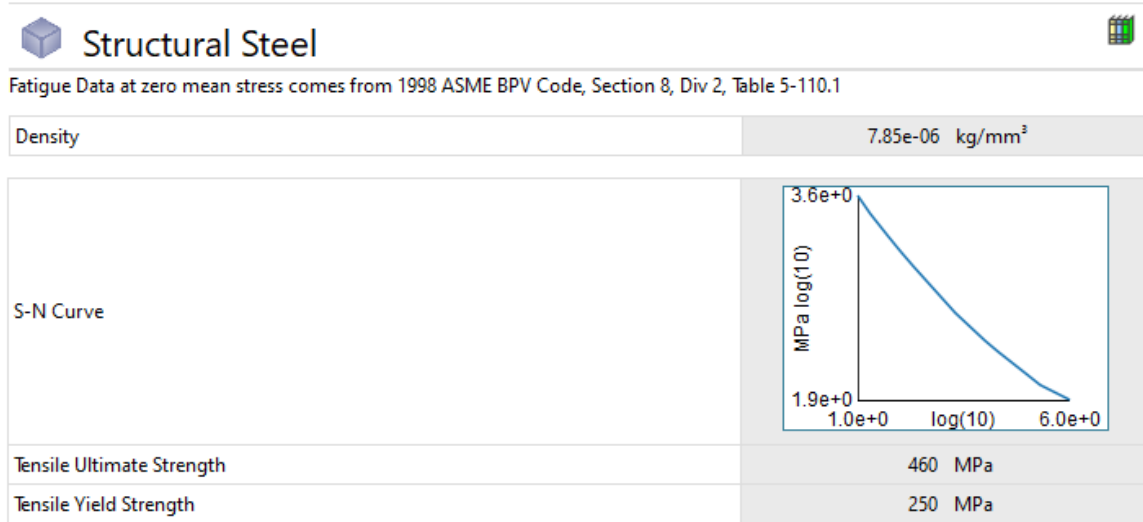 Structural Steel
Fatigue Data at zero mean stress comes from 1998 ASME BPV Code, Section 8, Div 2, Table 5-110.1
Density 7.85e-06 kg/mm³
3.6e+0
MPa log(10)
S-N Curve
1.9e+0
1.0e+0 log(10) 6.0e+0
Tensile Ultimate Strength 460 MPa
Tensile Yield Strength 250 MPa